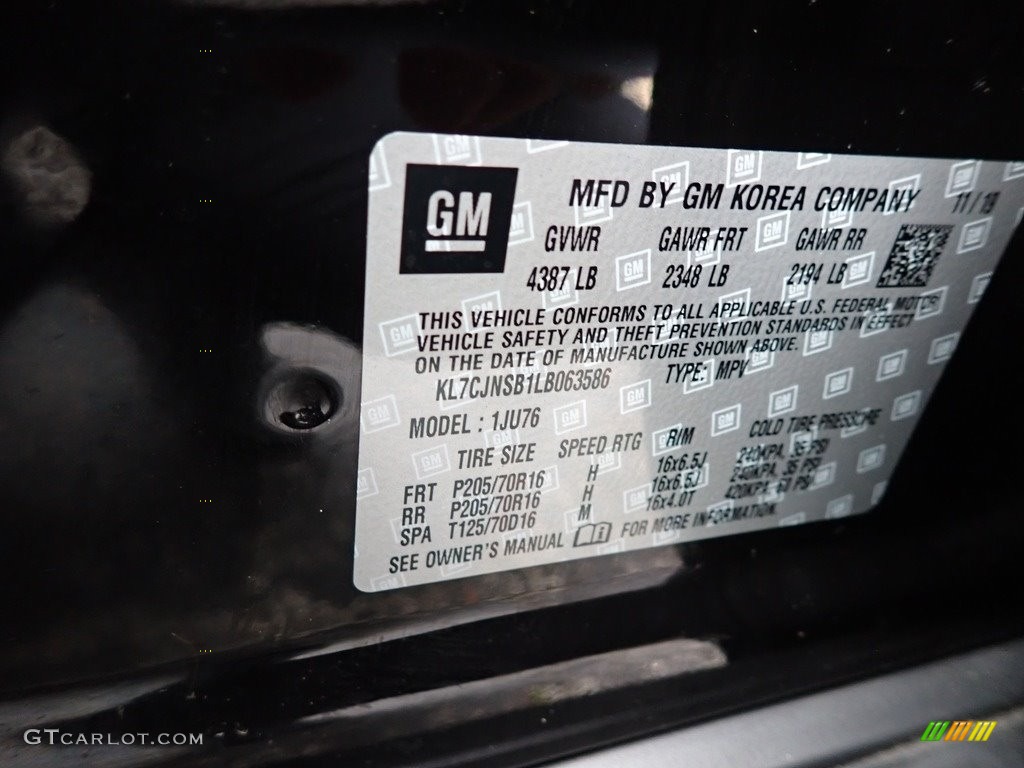 GM
MFD BY GM KOREA COMPANY 11/19
GVWR GAWR FRT GAWR RR
4387 LB 2348 LB 2194 LB
THIS VEHICLE CONFORMS TO ALL APPLICABLE U.S. FEDERAL MOTOR
VEHICLE SAFETY AND THEFT PREVENTION STANDARDS IN EFFECT
ON THE DATE OF MANUFACTURE SHOWN ABOVE.
KL7CJNSB1LB063586 TYPE: MPV
MODEL : 1JU76
TIRE SIZE SPEED RTG RIM COLD TIRE PRESSURE
FRT P205/70R16 H 16x6.5J 240KPA, 35 PSI
RR P205/70R16 H 16x6.5J 240KPA, 35 PSI
SPA T125/70D16 M 16x4.0T 420KPA, 60 PSI
SEE OWNER'S MANUAL FOR MORE INFORMATION.
GTCARLOT.COM